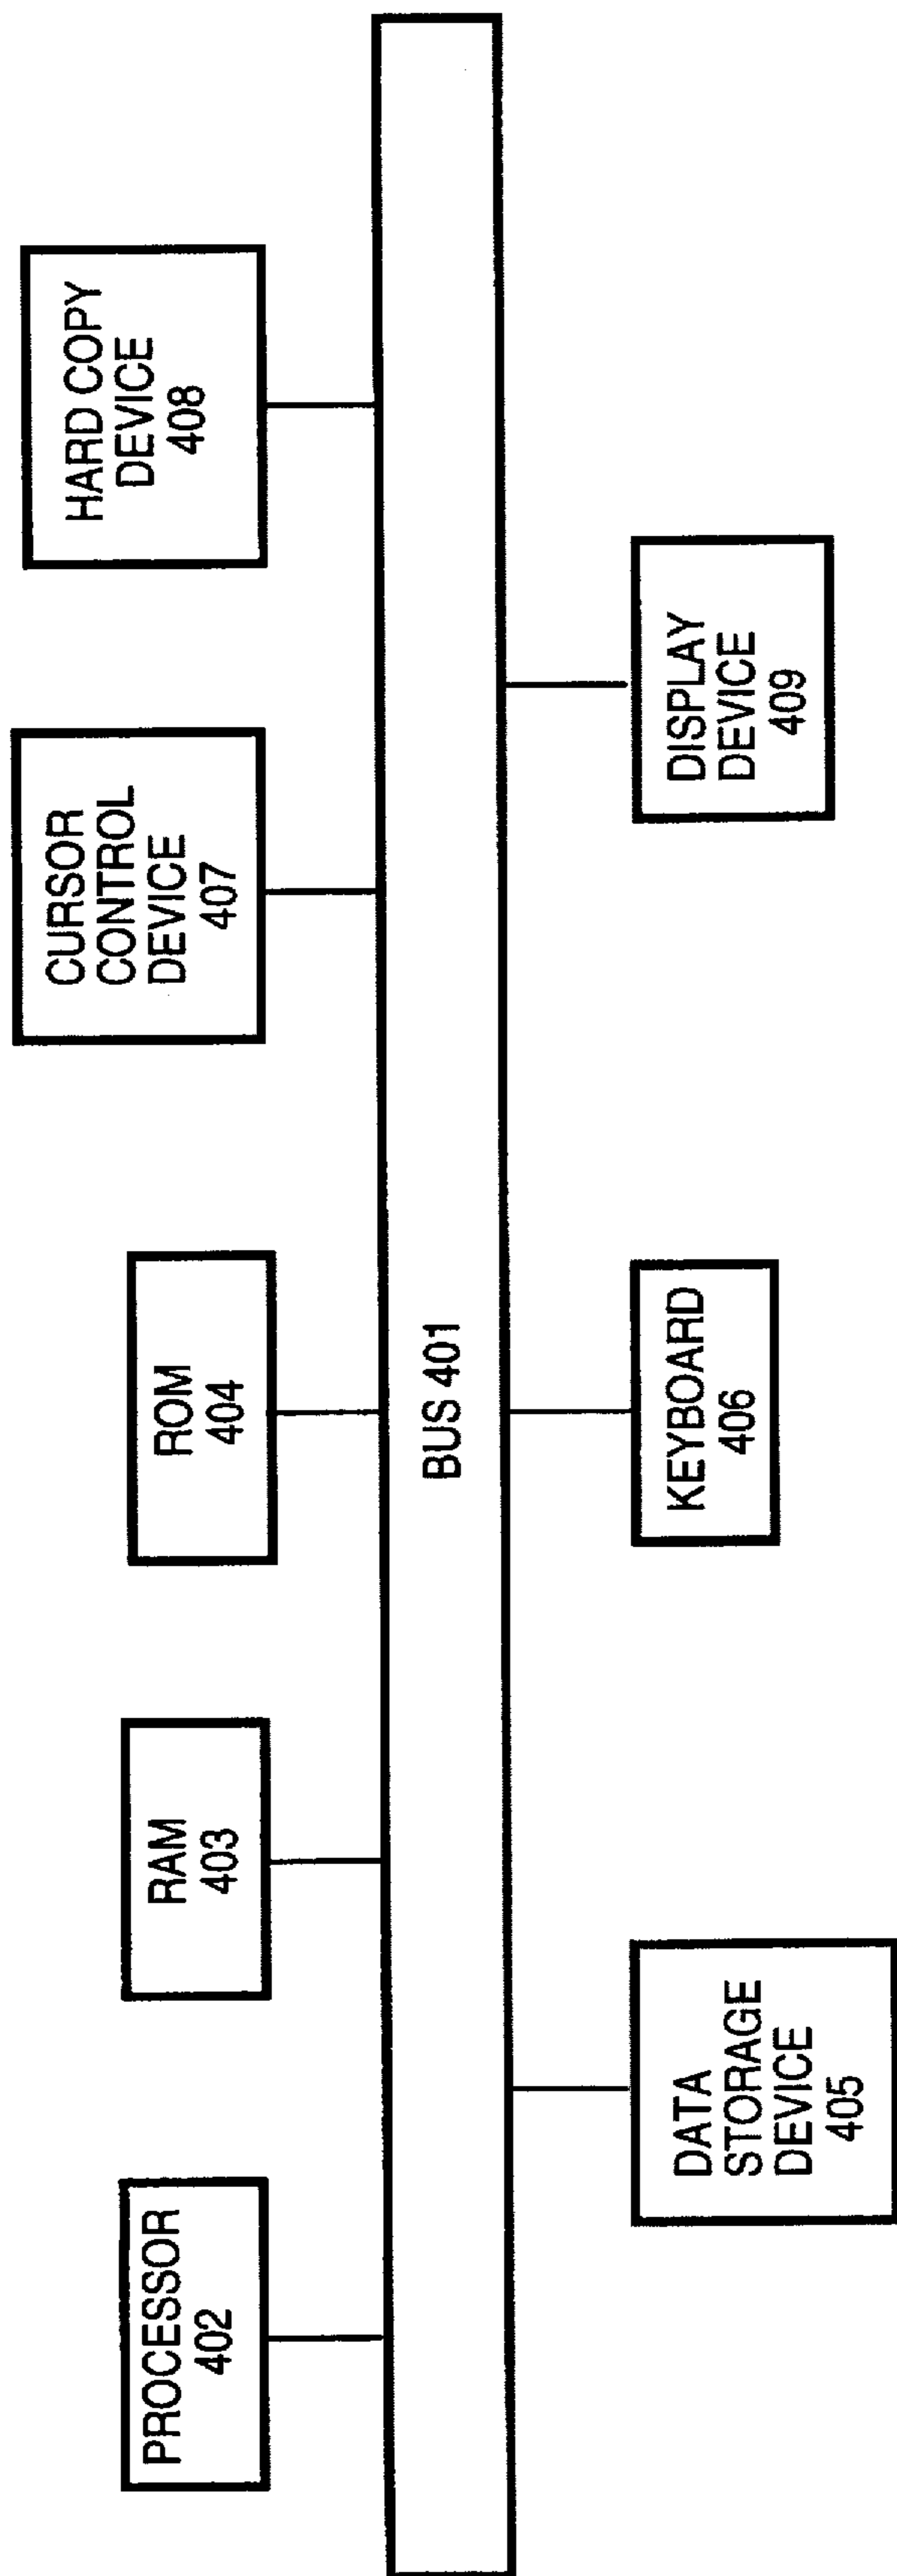 PROCESSOR
402
RAM
403
ROM
404
CURSOR
CONTROL
DEVICE
407
HARD COPY
DEVICE
408
BUS 401
DATA
STORAGE
DEVICE
405
KEYBOARD
406
DISPLAY
DEVICE
409